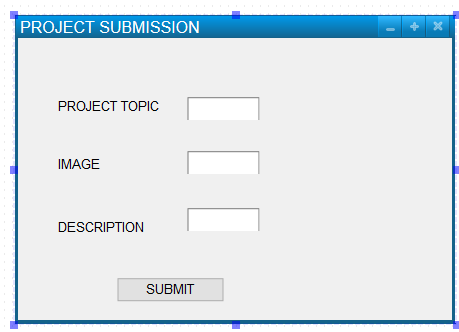 PROJECT SUBMISSION
PROJECT TOPIC
IMAGE
DESCRIPTION
SUBMIT